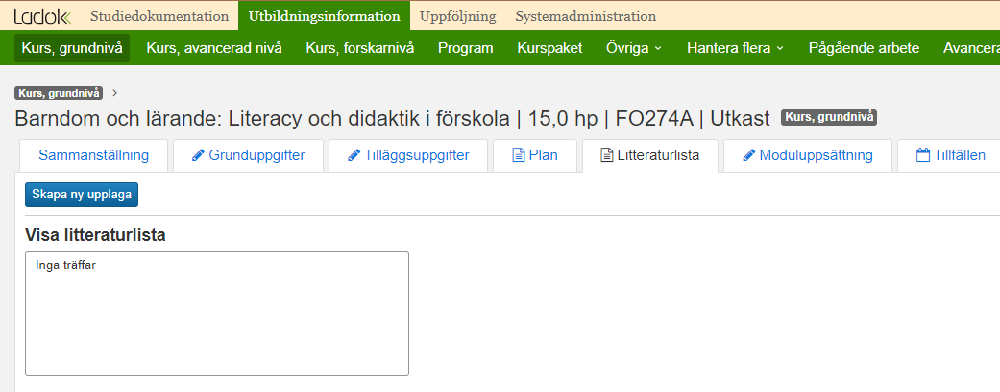 Ladok Studiedokumentation Utbildningsinformation Uppföljning Systemadministration
Kurs, grundnivå Kurs, avancerad nivå Kurs, forskarnivå Program Kurspaket Övriga Hantera flera Pågående arbete Avancera
Kurs, grundnivå >
Barndom och lärande: Literacy och didaktik i förskola | 15,0 hp | FO274A | Utkast Kurs, grundnivå
Sammanställning Grunduppgifter Tilläggsuppgifter Plan Litteraturlista Moduluppsättning Tillfällen
Skapa ny upplaga
Visa litteraturlista
Inga träffar